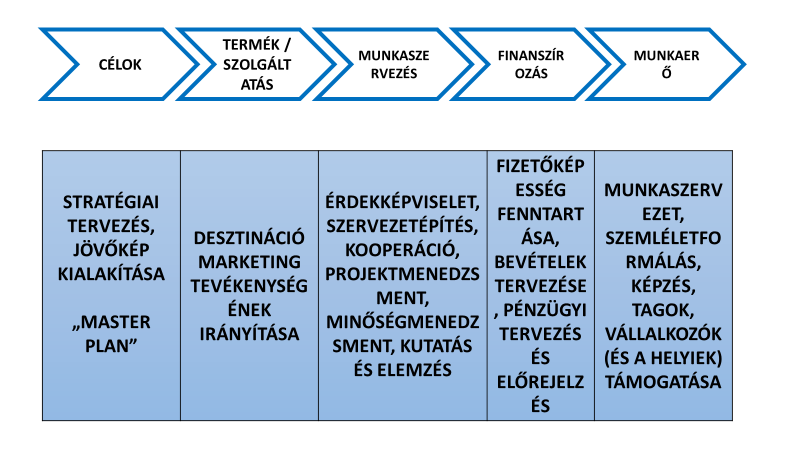 CÉLOK
TERMÉK /
SZOLGÁLT
ATÁS
MUNKASZE
RVEZÉS
FINANSZÍR
OZÁS
MUNKAER
Ő
STRATÉGIAI
TERVEZÉS,
JÖVŐKÉP
KIALAKÍTÁSA
„MASTER
PLAN”
DESZTINÁCIÓ
MARKETING
TEVÉKENYSÉG
ÉNEK
IRÁNYÍTÁSA
ÉRDEKKÉPVISELET,
SZERVEZETÉPÍTÉS,
KOOPERÁCIÓ,
PROJEKTMENEDZS
MENT,
MINŐSÉGMENEDZ
SMENT, KUTATÁS
ÉS ELEMZÉS
FIZETŐKÉP
ESSÉG
FENNTART
ÁSA,
BEVÉTELEK
TERVEZÉSE
, PÉNZÜGYI
TERVEZÉS
ÉS
ELŐREJELZ
ÉS
MUNKASZERV
EZET,
SZEMLÉLETFO
RMÁLÁS,
KÉPZÉS,
TAGOK,
VÁLLALKOZÓK
(ÉS A HELYIEK)
TÁMOGATÁSA